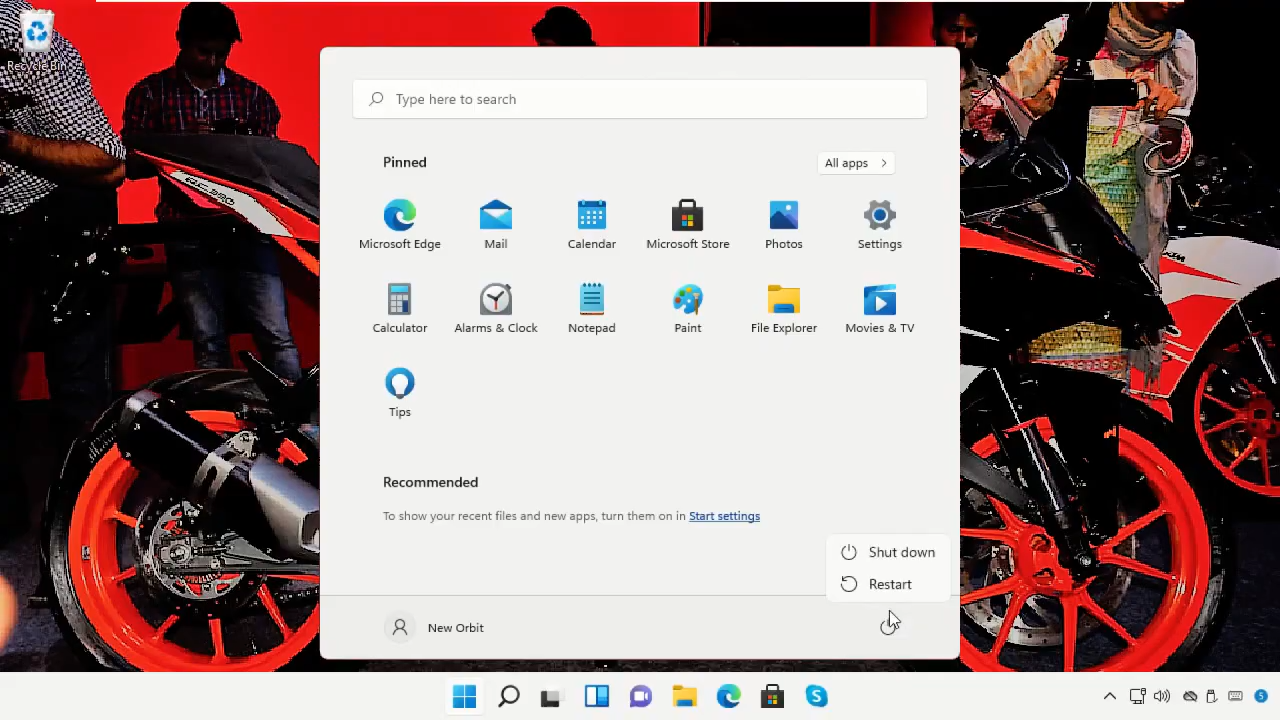 Recycle Bin
Type here to search
Pinned
All apps
Microsoft Edge
Mail
Calendar
Microsoft Store
Photos
Settings
Calculator
Alarms & Clock
Notepad
Paint
File Explorer
Movies & TV
Tips
Recommended
To show your recent files and new apps, turn them on in Start settings
Shut down
Restart
New Orbit
5